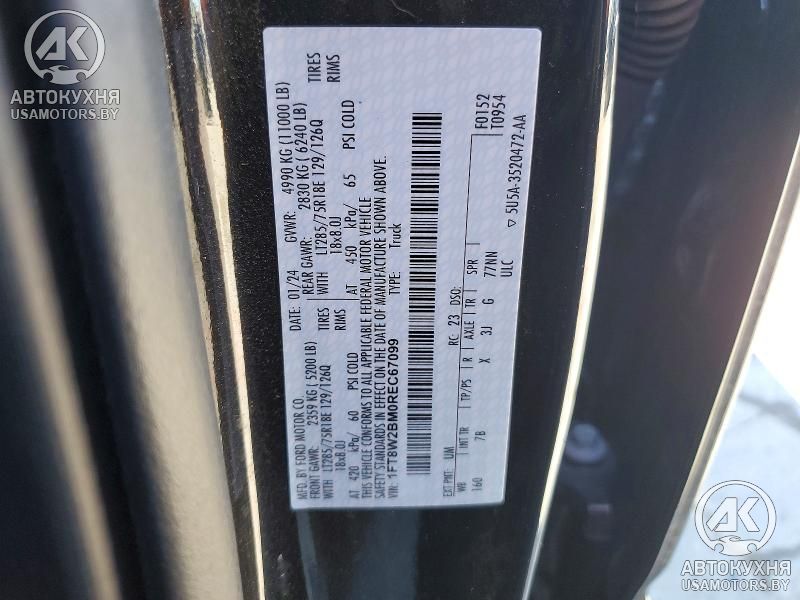 AK
АВТОКУХНЯ
USAMOTORS.BY
MFD. BY FORD MOTOR CO.
DATE: 01/24 GVWR: 4990 KG (11000 LB)
FRONT GAWR: 2359 KG (5200 LB) REAR GAWR: 2830 KG (6240 LB)
WITH LT285/75R18E 129/126Q TIRES WITH LT285/75R18E 129/126Q TIRES
18x8.0J RIMS 18x8.0J RIMS
AT 420 kPa/ 60 PSI COLD AT 450 kPa/ 65 PSI COLD
THIS VEHICLE CONFORMS TO ALL APPLICABLE FEDERAL MOTOR VEHICLE
SAFETY STANDARDS IN EFFECT ON THE DATE OF MANUFACTURE SHOWN ABOVE.
VIN: 1FT8W2BM0REC67099 TYPE: Truck
F0152
T0954
EXT PNT: UM RC: 23 DSO:
WB INT TR TP/PS R AXLE TR SPR
160 7B X 3J G 77NN
ULC
▽ 5U5A-3520472-AA
AK
АВТОКУХНЯ
USAMOTORS.BY